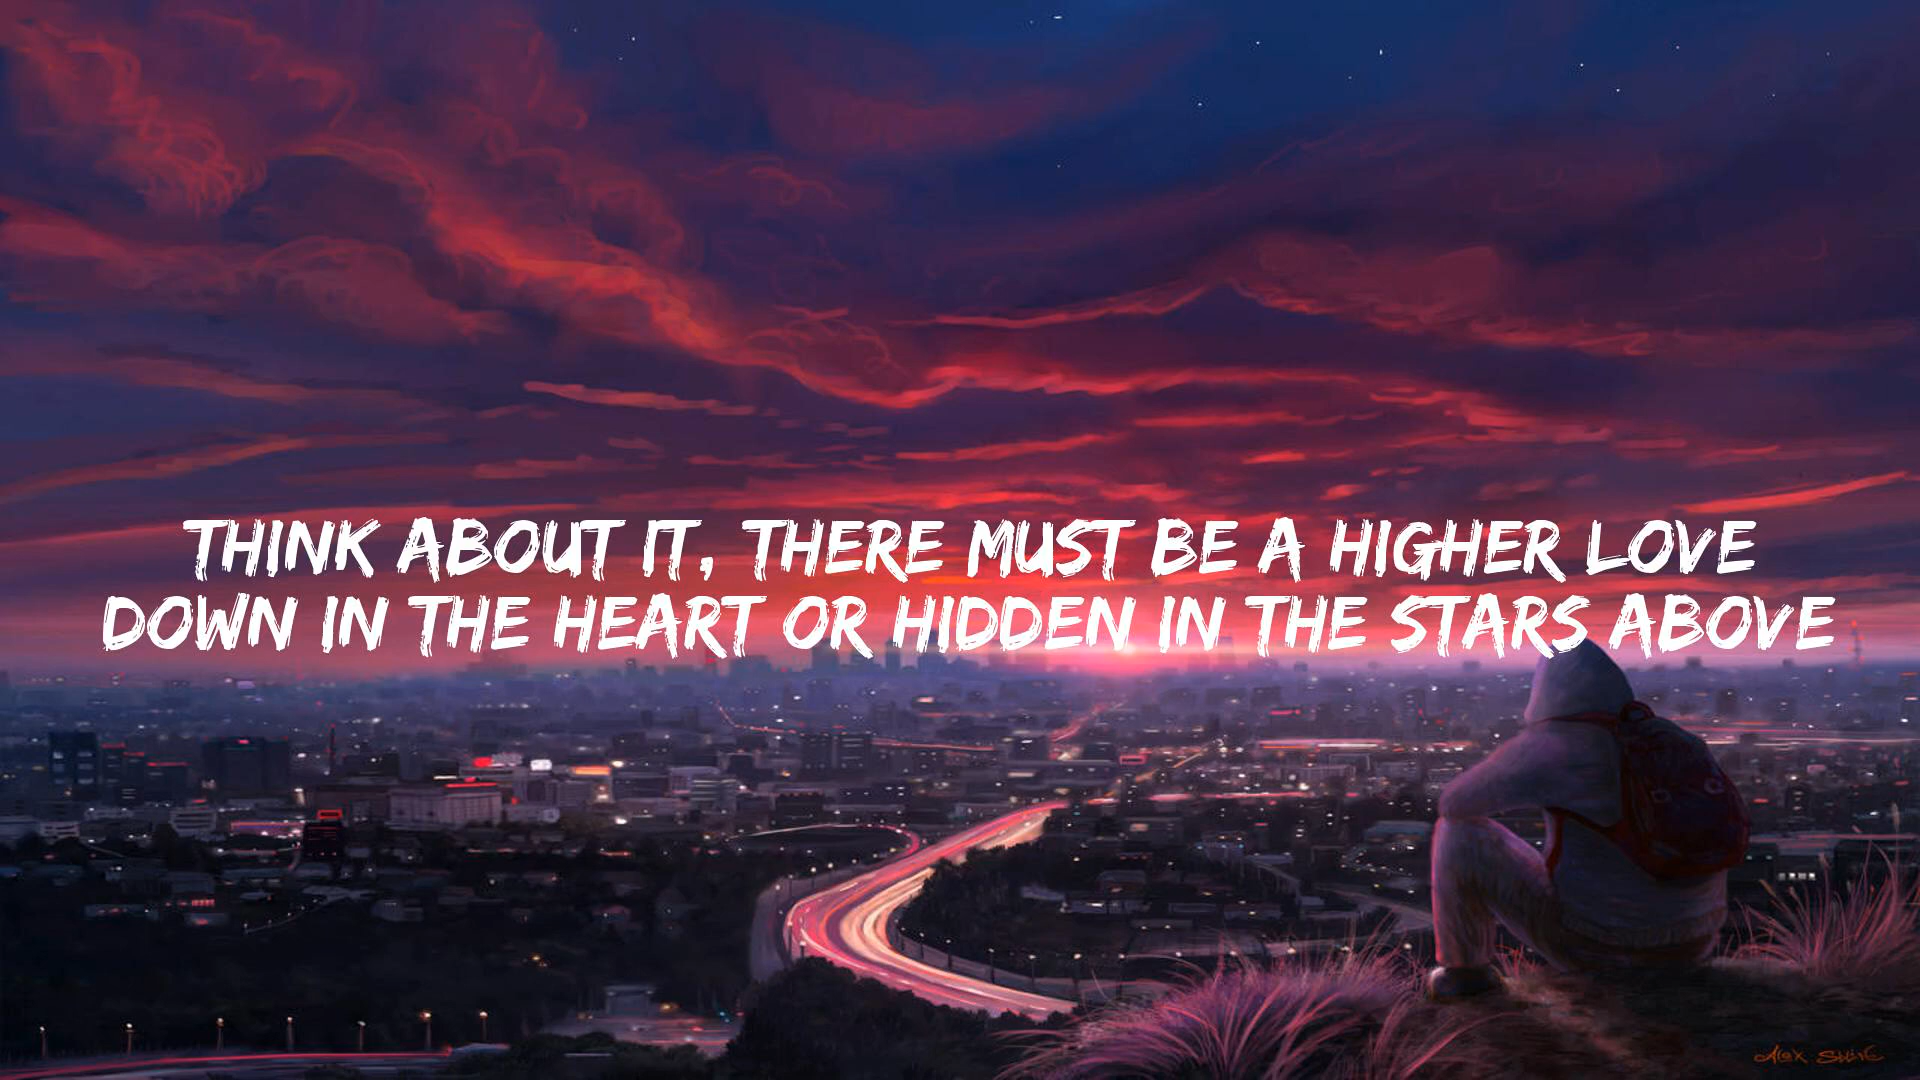 THINK ABOUT IT, THERE MUST BE A HIGHER LOVE
DOWN IN THE HEART OR HIDDEN IN THE STARS ABOVE